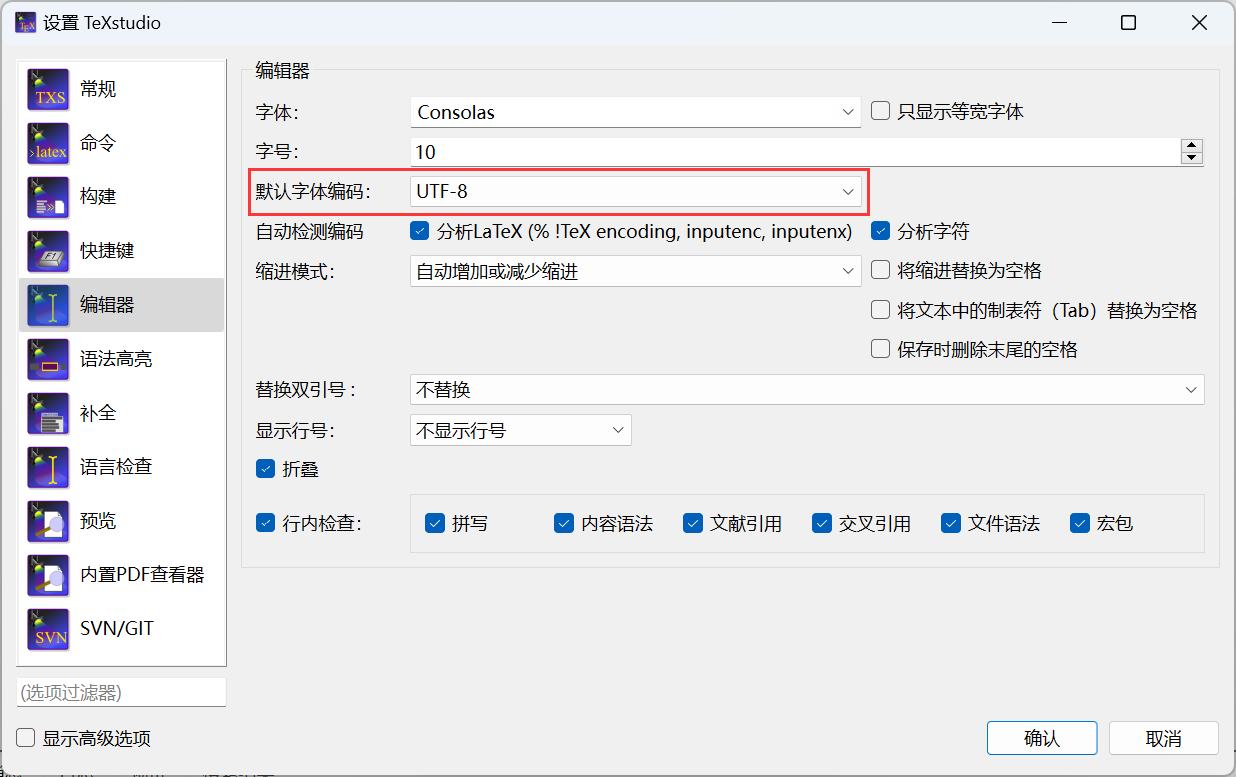 设置 TeXstudio
TXS 常规
>latex 命令
构建
F1 快捷键
编辑器
语法高亮
补全
语言检查
预览
内置PDF查看器
SVN SVN/GIT
(选项过滤器)
显示高级选项
编辑器
字体： Consolas 只显示等宽字体
字号： 10
默认字体编码： UTF-8
自动检测编码 分析LaTeX (% !TeX encoding, inputenc, inputenx) 分析字符
缩进模式： 自动增加或减少缩进 将缩进替换为空格
将文本中的制表符（Tab）替换为空格
保存时删除末尾的空格
替换双引号： 不替换
显示行号： 不显示行号
折叠
行内检查： 拼写 内容语法 文献引用 交叉引用 文件语法 宏包
确认 取消